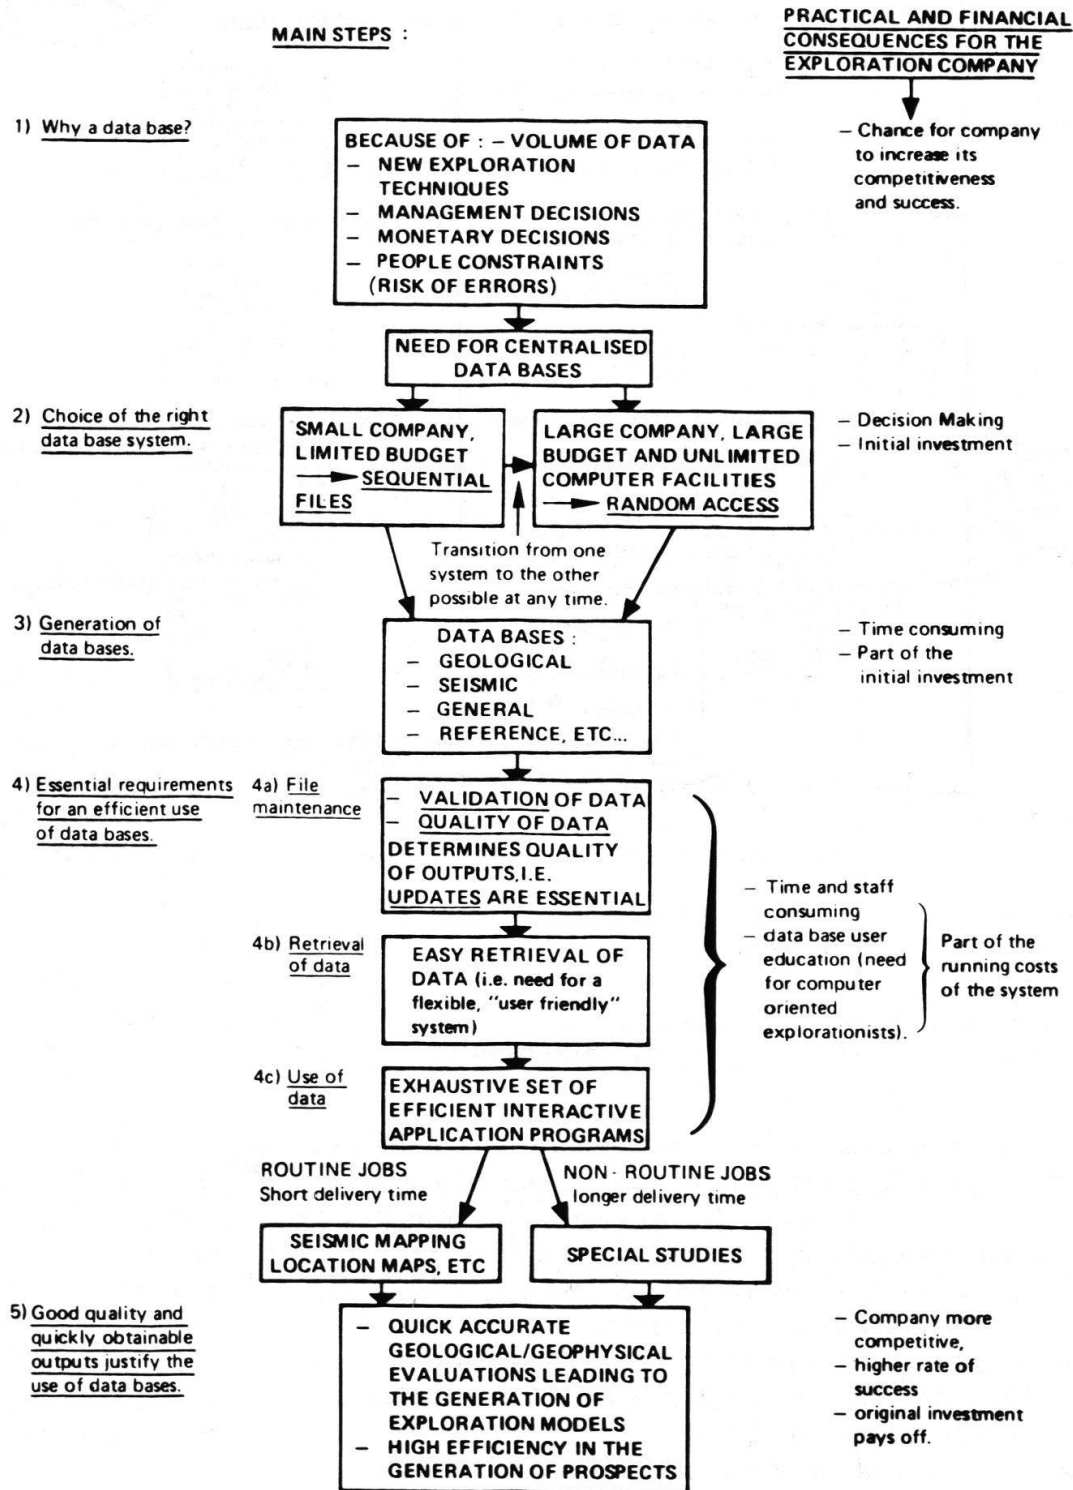 MAIN STEPS :
PRACTICAL AND FINANCIAL
CONSEQUENCES FOR THE
EXPLORATION COMPANY
1) Why a data base?
BECAUSE OF : – VOLUME OF DATA
– NEW EXPLORATION
TECHNIQUES
– MANAGEMENT DECISIONS
– MONETARY DECISIONS
– PEOPLE CONSTRAINTS
(RISK OF ERRORS)
– Chance for company
to increase its
competitiveness
and success.
NEED FOR CENTRALISED
DATA BASES
2) Choice of the right
data base system.
SMALL COMPANY,
LIMITED BUDGET
SEQUENTIAL
FILES
LARGE COMPANY, LARGE
BUDGET AND UNLIMITED
COMPUTER FACILITIES
RANDOM ACCESS
– Decision Making
– Initial investment
Transition from one
system to the other
possible at any time.
3) Generation of
data bases.
DATA BASES :
– GEOLOGICAL
– SEISMIC
– GENERAL
– REFERENCE, ETC...
– Time consuming
– Part of the
initial investment
4) Essential requirements
for an efficient use
of data bases.
4a) File
maintenance
– VALIDATION OF DATA
– QUALITY OF DATA
DETERMINES QUALITY
OF OUTPUTS,I.E.
UPDATES ARE ESSENTIAL
4b) Retrieval
of data
EASY RETRIEVAL OF
DATA (i.e. need for a
flexible, "user friendly"
system)
4c) Use of
data
EXHAUSTIVE SET OF
EFFICIENT INTERACTIVE
APPLICATION PROGRAMS
– Time and staff
consuming
– data base user
education (need
for computer
oriented
explorationists).
Part of the
running costs
of the system
ROUTINE JOBS
Short delivery time
NON - ROUTINE JOBS
longer delivery time
SEISMIC MAPPING
LOCATION MAPS, ETC
SPECIAL STUDIES
5) Good quality and
quickly obtainable
outputs justify the
use of data bases.
– QUICK ACCURATE
GEOLOGICAL/GEOPHYSICAL
EVALUATIONS LEADING TO
THE GENERATION OF
EXPLORATION MODELS
– HIGH EFFICIENCY IN THE
GENERATION OF PROSPECTS
– Company more
competitive,
– higher rate of
success
– original investment
pays off.